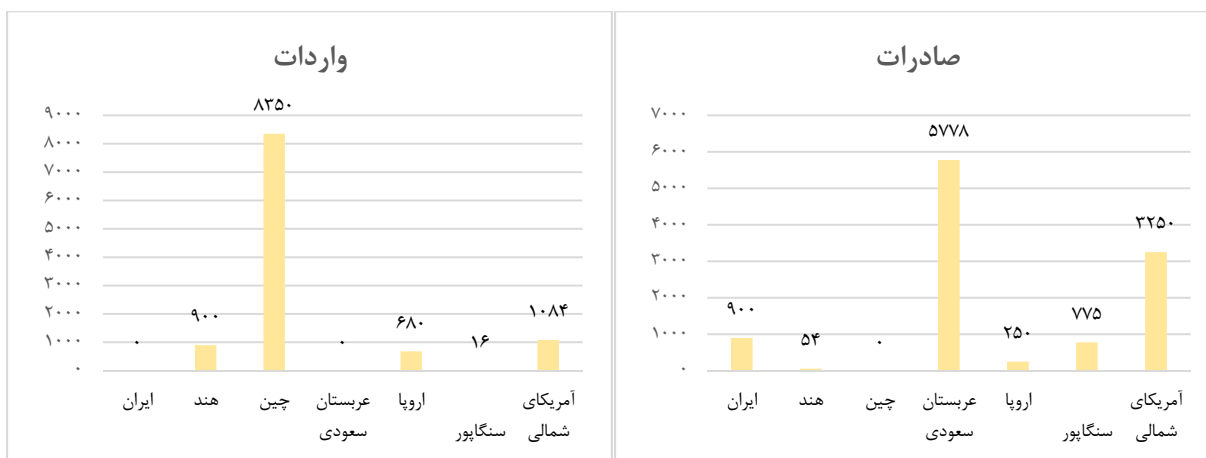 صادرات
۷۰۰۰
۶۰۰۰
۵۰۰۰
۴۰۰۰
۳۰۰۰
۲۰۰۰
۱۰۰۰
۰
۹۰۰
۵۴
۰
۵۷۷۸
۲۵۰
۷۷۵
۳۲۵۰
ایران
هند
چین
عربستان
سعودی
اروپا
سنگاپور
آمریکای
شمالی
واردات
۹۰۰۰
۸۰۰۰
۷۰۰۰
۶۰۰۰
۵۰۰۰
۴۰۰۰
۳۰۰۰
۲۰۰۰
۱۰۰۰
۰
۰
۹۰۰
۸۳۵۰
۰
۶۸۰
۱۶
۱۰۸۴
ایران
هند
چین
عربستان
سعودی
اروپا
سنگاپور
آمریکای
شمالی